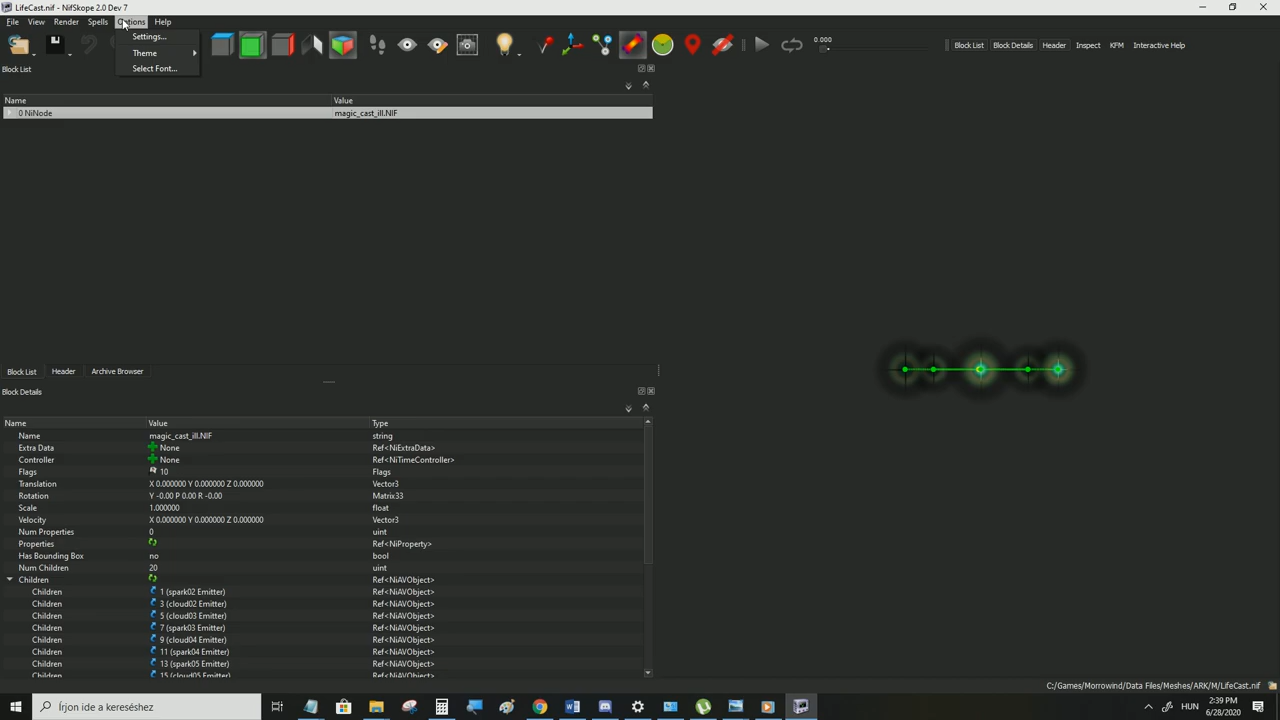 LifeCast.nif - NifSkope 2.0 Dev 7
File View Render Spells Options Help
Settings...
Theme
Select Font...
0.000
Block List Block Details Header Inspect KFM Interactive Help
Block List
Name Value
0 NiNode magic_cast_ill.NIF
Block List Header Archive Browser
Block Details
Name Value Type
Name magic_cast_ill.NIF string
Extra Data None Ref<NiExtraData>
Controller None Ref<NiTimeController>
Flags 10 Flags
Translation X 0.000000 Y 0.000000 Z 0.000000 Vector3
Rotation Y -0.00 P 0.00 R -0.00 Matrix33
Scale 1.000000 float
Velocity X 0.000000 Y 0.000000 Z 0.000000 Vector3
Num Properties 0 uint
Properties Ref<NiProperty>
Has Bounding Box no bool
Num Children 20 uint
Children Ref<NiAVObject>
Children 1 (spark02 Emitter) Ref<NiAVObject>
Children 3 (cloud02 Emitter) Ref<NiAVObject>
Children 5 (cloud03 Emitter) Ref<NiAVObject>
Children 7 (spark03 Emitter) Ref<NiAVObject>
Children 9 (cloud04 Emitter) Ref<NiAVObject>
Children 11 (spark04 Emitter) Ref<NiAVObject>
Children 13 (spark05 Emitter) Ref<NiAVObject>
Children 15 (cloud05 Emitter) Ref<NiAVObject>
C:/Games/Morrowind/Data Files/Meshes/ARK/M/LifeCast.nif
Írjon ide a kereséshez
HUN
2:39 PM
6/28/2020